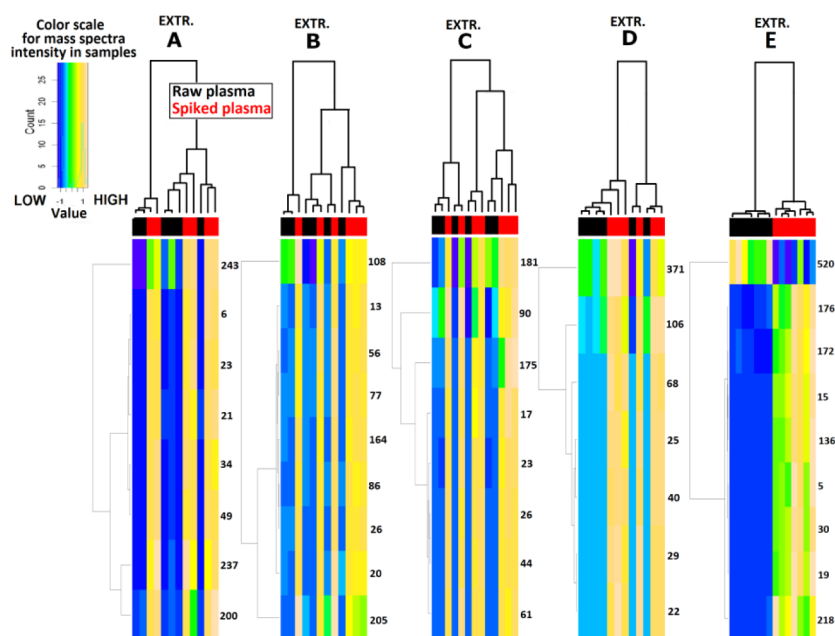 Color scale
for mass spectra
intensity in samples
Count
0 5 10 15 20 25
LOW -1 1 HIGH
Value
EXTR.
A
EXTR.
B
EXTR.
C
EXTR.
D
EXTR.
E
Raw plasma
Spiked plasma
243
6
23
21
34
49
237
200
108
13
56
77
164
86
26
20
205
181
90
175
17
23
26
44
61
371
106
68
25
40
29
22
520
176
172
15
136
5
30
19
218